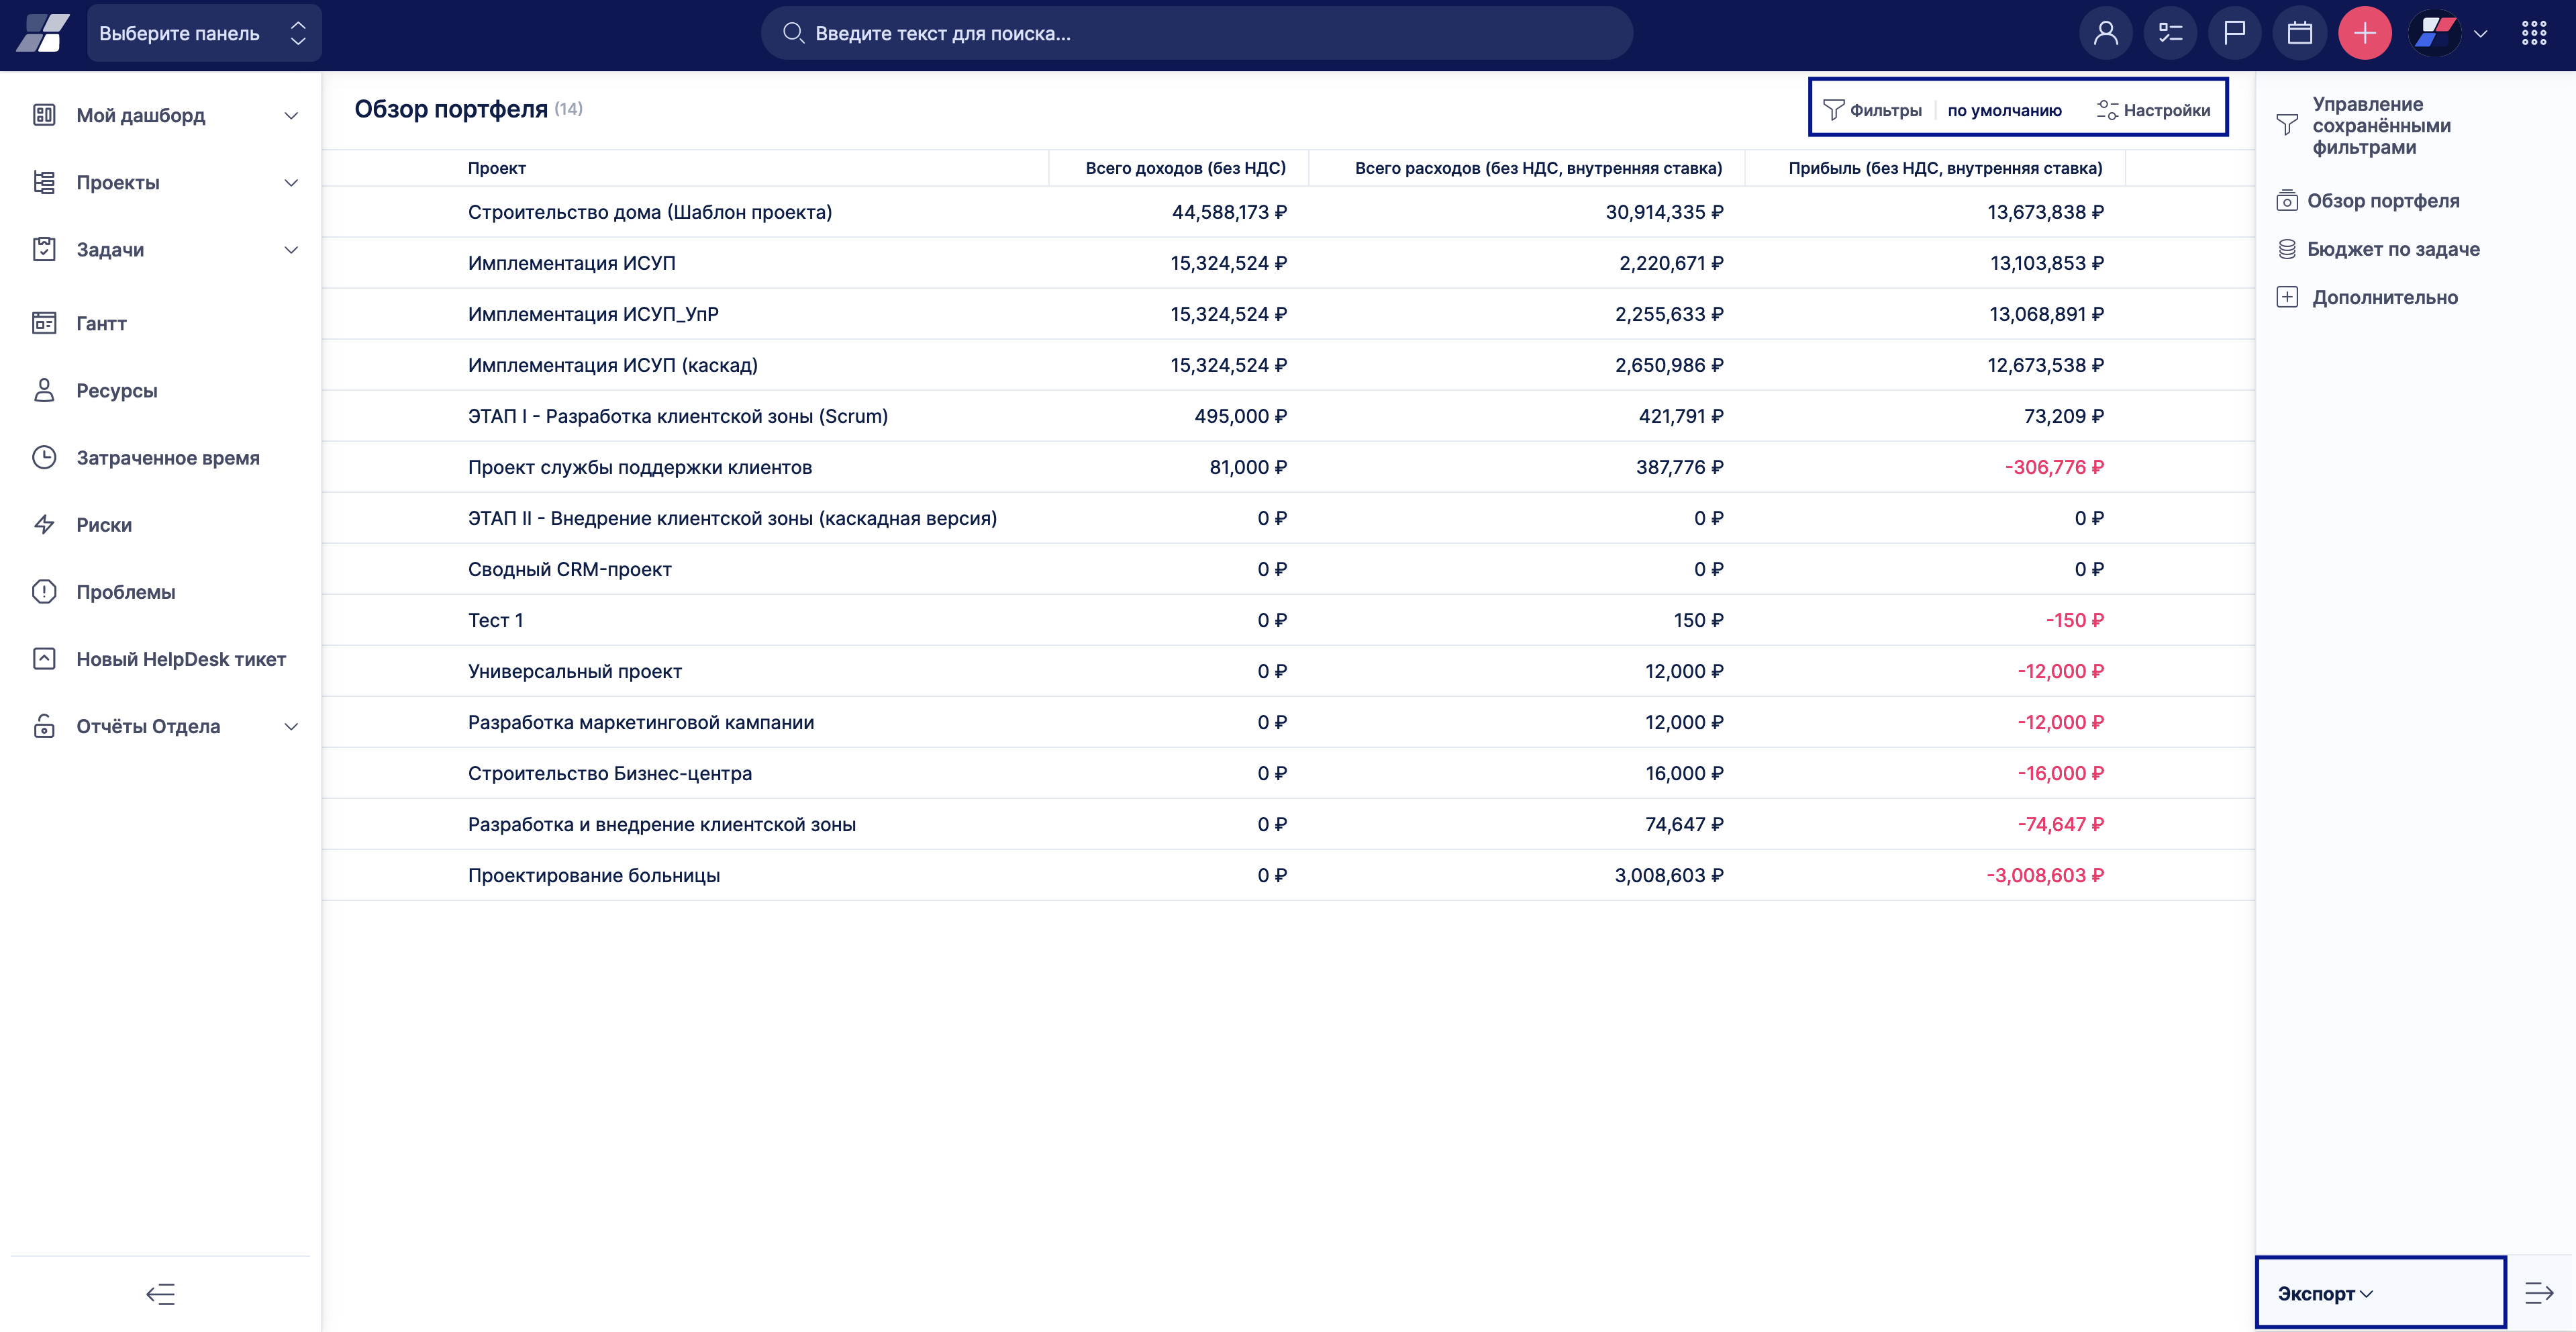 Выберите панель
Введите текст для поиска...
Мой дашборд
Проекты
Задачи
Гантт
Ресурсы
Затраченное время
Риски
Проблемы
Новый HelpDesk тикет
Отчёты Отдела
Обзор портфеля (14)
Фильтры по умолчанию Настройки
Проект Всего доходов (без НДС) Всего расходов (без НДС, внутренняя ставка) Прибыль (без НДС, внутренняя ставка)
Строительство дома (Шаблон проекта) 44,588,173 ₽ 30,914,335 ₽ 13,673,838 ₽
Имплементация ИСУП 15,324,524 ₽ 2,220,671 ₽ 13,103,853 ₽
Имплементация ИСУП_УпР 15,324,524 ₽ 2,255,633 ₽ 13,068,891 ₽
Имплементация ИСУП (каскад) 15,324,524 ₽ 2,650,986 ₽ 12,673,538 ₽
ЭТАП I - Разработка клиентской зоны (Scrum) 495,000 ₽ 421,791 ₽ 73,209 ₽
Проект службы поддержки клиентов 81,000 ₽ 387,776 ₽ -306,776 ₽
ЭТАП II - Внедрение клиентской зоны (каскадная версия) 0 ₽ 0 ₽ 0 ₽
Сводный CRM-проект 0 ₽ 0 ₽ 0 ₽
Тест 1 0 ₽ 150 ₽ -150 ₽
Универсальный проект 0 ₽ 12,000 ₽ -12,000 ₽
Разработка маркетинговой кампании 0 ₽ 12,000 ₽ -12,000 ₽
Строительство Бизнес-центра 0 ₽ 16,000 ₽ -16,000 ₽
Разработка и внедрение клиентской зоны 0 ₽ 74,647 ₽ -74,647 ₽
Проектирование больницы 0 ₽ 3,008,603 ₽ -3,008,603 ₽
Управление
сохранёнными
фильтрами
Обзор портфеля
Бюджет по задаче
Дополнительно
Экспорт